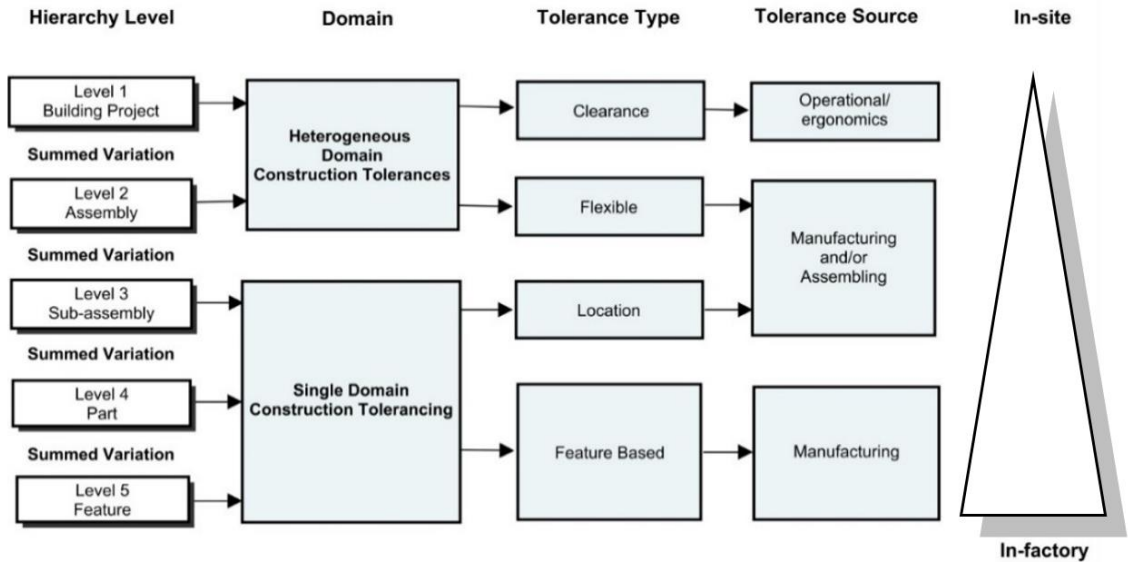 Hierarchy Level
Domain
Tolerance Type
Tolerance Source
In-site
Level 1
Building Project
Summed Variation
Level 2
Assembly
Summed Variation
Level 3
Sub-assembly
Summed Variation
Level 4
Part
Summed Variation
Level 5
Feature
Heterogeneous
Domain
Construction Tolerances
Single Domain
Construction Tolerancing
Clearance
Flexible
Location
Feature Based
Operational/
ergonomics
Manufacturing
and/or
Assembling
Manufacturing
In-factory